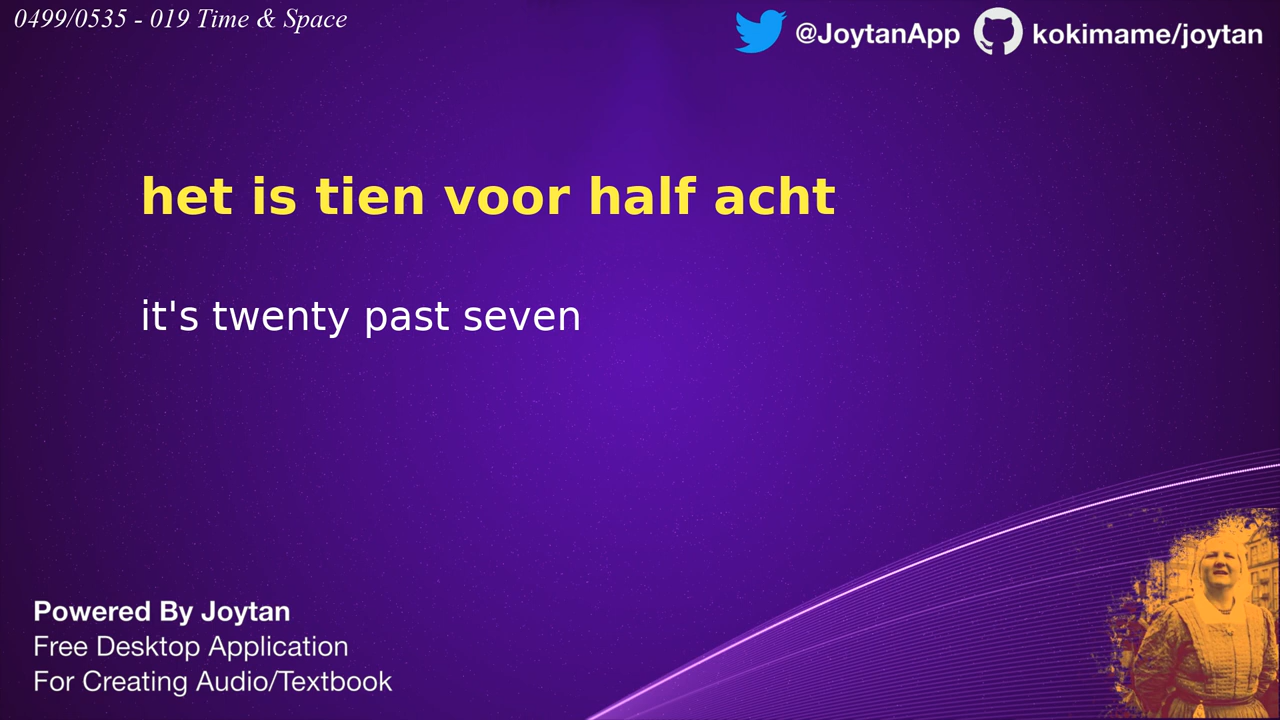 0499/0535 - 019 Time & Space
@JoytanApp kokimame/joytan
het is tien voor half acht
it's twenty past seven
Powered By Joytan
Free Desktop Application
For Creating Audio/Textbook